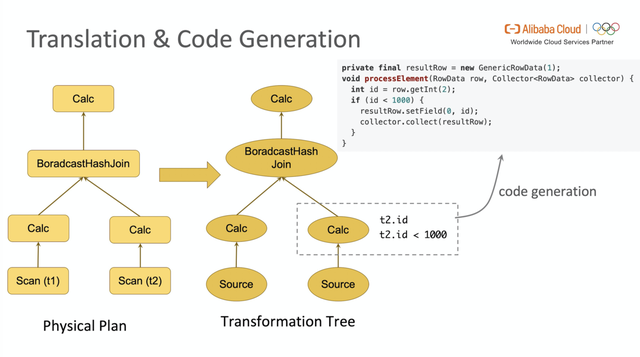 Translation & Code Generation
Alibaba Cloud
Worldwide Cloud Services Partner
private final resultRow = new GenericRowData(1);
void processElement(RowData row, Collector<RowData> collector) {
int id = row.getInt(2);
if (id < 1000) {
resultRow.setField(0, id);
collector.collect(resultRow);
}
}
code generation
Calc
BoradcastHashJoin
Calc
Calc
Scan (t1)
Scan (t2)
Physical Plan
Calc
BoradcastHash
Join
Calc
Calc
t2.id
t2.id < 1000
Source
Source
Transformation Tree